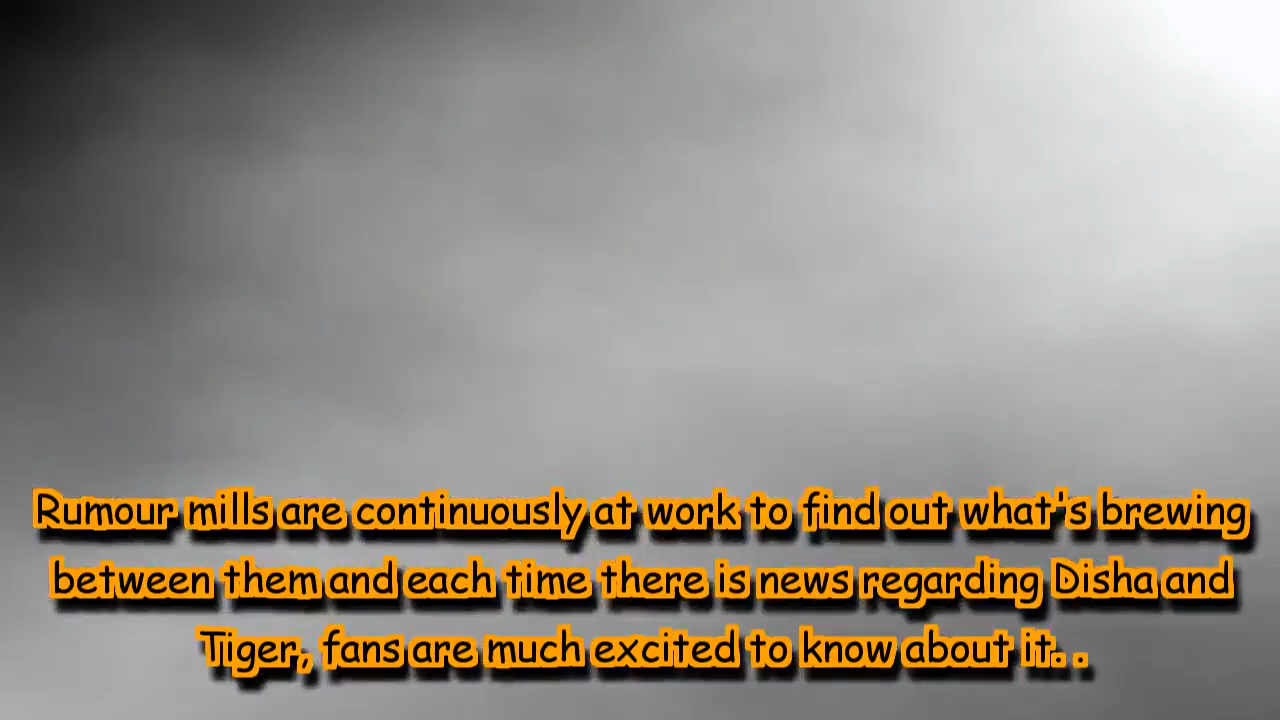 Rumour mills are continuously at work to find out what's brewing
between them and each time there is news regarding Disha and
Tiger, fans are much excited to know about it. .